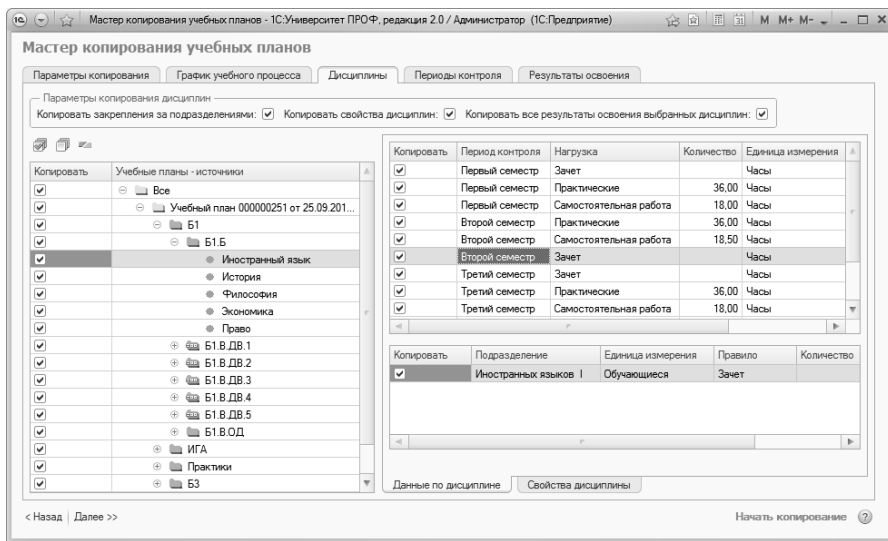 Мастер копирования учебных планов - 1С:Университет ПРОФ, редакция 2.0 / Администратор (1С:Предприятие) M M+ M-
Мастер копирования учебных планов
Параметры копирования График учебного процесса Дисциплины Периоды контроля Результаты освоения
Параметры копирования дисциплин
Копировать закрепления за подразделениями: Копировать свойства дисциплин: Копировать все результаты освоения выбранных дисциплин:
Копировать Учебные планы - источники
Все
Учебный план 000000251 от 25.09.201...
Б1
Б1.Б
Иностранный язык
История
Философия
Экономика
Право
Б1.В.ДВ.1
Б1.В.ДВ.2
Б1.В.ДВ.3
Б1.В.ДВ.4
Б1.В.ДВ.5
Б1.В.ОД
ИГА
Практики
Б3
Копировать Период контроля Нагрузка Количество Единица измерения
Первый семестр Зачет Часы
Первый семестр Практические 36,00 Часы
Первый семестр Самостоятельная работа 18,00 Часы
Второй семестр Практические 36,00 Часы
Второй семестр Самостоятельная работа 18,50 Часы
Второй семестр Зачет Часы
Третий семестр Зачет Часы
Третий семестр Практические 36,00 Часы
Третий семестр Самостоятельная работа 18,00 Часы
Копировать Подразделение Единица измерения Правило Количество
Иностранных языков I Обучающиеся Зачет
Данные по дисциплине Свойства дисциплины
< Назад Далее >> Начать копирование ?